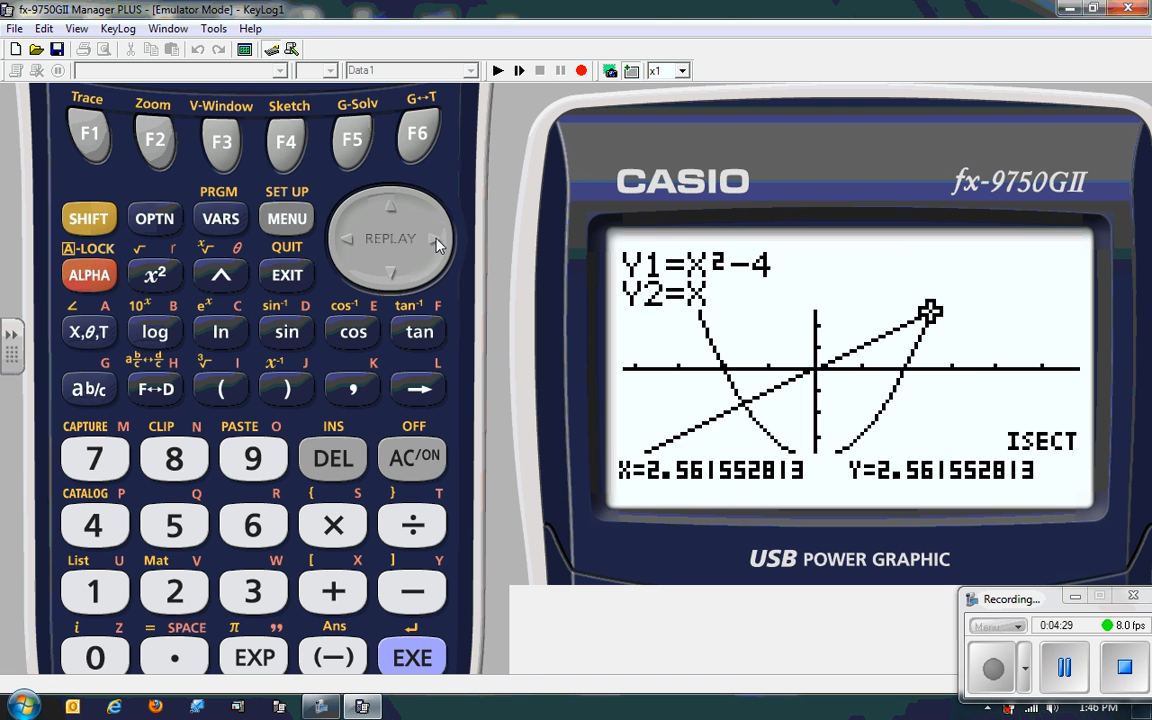 fx-9750GII Manager PLUS - [Emulator Mode] - KeyLog1
File Edit View KeyLog Window Tools Help
Data1 x1
Trace Zoom V-Window Sketch G-Solv G↔T
F1 F2 F3 F4 F5 F6
PRGM SET UP
SHIFT OPTN VARS MENU
REPLAY
A-LOCK √ r ˣ√ θ QUIT
ALPHA x² ^ EXIT
∠ A 10ˣ B eˣ C sin⁻¹ D cos⁻¹ E tan⁻¹ F
X,θ,T log ln sin cos tan
G a b/c↔d/c H ³√ I x⁻¹ J K L
a b/c F↔D ( ) , →
CAPTURE M CLIP N PASTE O INS OFF
7 8 9 DEL AC/ON
CATALOG P Q R { S } T
4 5 6 × ÷
List U Mat V W [ X ] Y
1 2 3 + −
i Z = SPACE π " Ans ↵
0 • EXP (−) EXE
CASIO fx-9750GII
Y1=X²-4
Y2=X
ISECT
X=2.561552813 Y=2.561552813
USB POWER GRAPHIC
Recording...
Menu 0:04:29 8.0 fps
1:46 PM